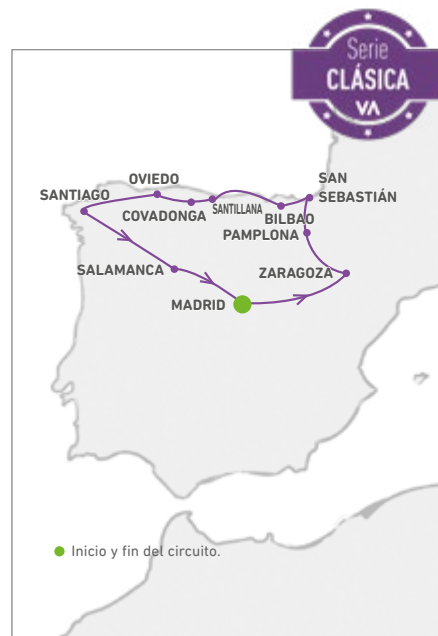 Serie
CLÁSICA
VA
OVIEDO
SAN
SEBASTIÁN
SANTIAGO
COVADONGA
SANTILLANA
BILBAO
PAMPLONA
SALAMANCA
ZARAGOZA
MADRID
Inicio y fin del circuito.